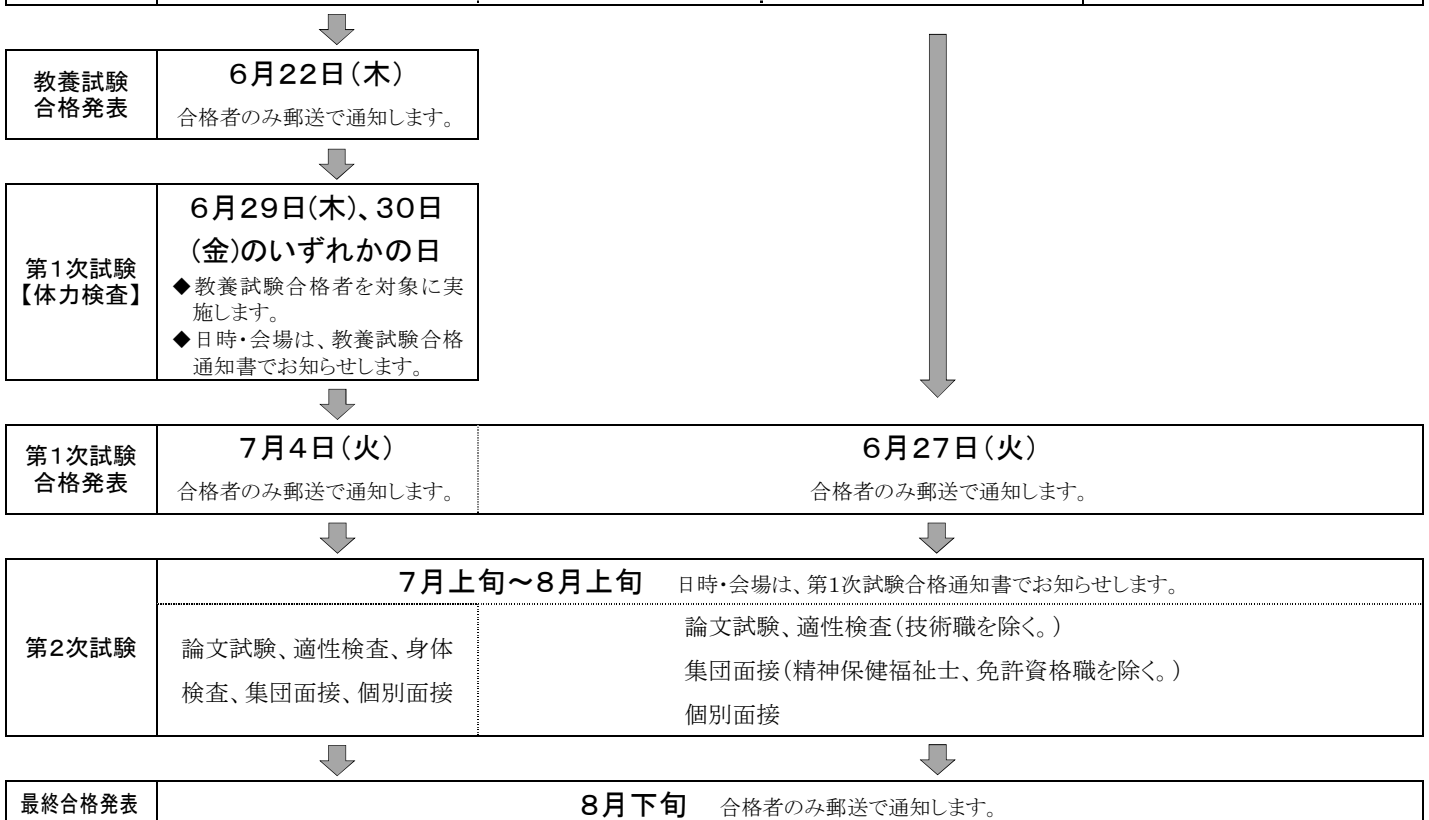 教養試験
合格発表
6月22日(木)
合格者のみ郵送で通知します。
第1次試験
【体力検査】
6月29日(木)、30日
(金)のいずれかの日
◆教養試験合格者を対象に実
施します。
◆日時・会場は、教養試験合格
通知書でお知らせします。
第1次試験
合格発表
7月4日(火)
合格者のみ郵送で通知します。
6月27日(火)
合格者のみ郵送で通知します。
第2次試験
7月上旬～8月上旬 日時・会場は、第1次試験合格通知書でお知らせします。
論文試験、適性検査、身体
検査、集団面接、個別面接
論文試験、適性検査(技術職を除く。)
集団面接(精神保健福祉士、免許資格職を除く。)
個別面接
最終合格発表
8月下旬 合格者のみ郵送で通知します。